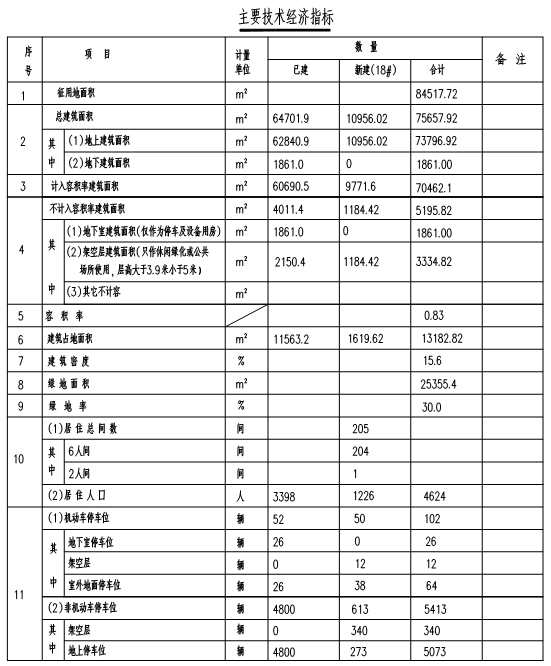 主要技术经济指标
序号 项 目 计量单位 数 量 备 注
已建 新建(18#) 合计
1 征用地面积 m² 84517.72
2 总建筑面积 m² 64701.9 10956.02 75657.92
其中 (1)地上建筑面积 m² 62840.9 10956.02 73796.92
(2)地下建筑面积 m² 1861.0 0 1861.00
3 计入容积率建筑面积 m² 60690.5 9771.6 70462.1
4 不计入容积率建筑面积 m² 4011.4 1184.42 5195.82
其中 (1)地下室建筑面积(仅作为停车及设备用房) m² 1861.0 0 1861.00
(2)架空层建筑面积(只作休闲绿化或公共
场所使用，层高大于3.9米小于5米) m² 2150.4 1184.42 3334.82
(3)其它不计容 m²
5 容 积 率 0.83
6 建筑占地面积 m² 11563.2 1619.62 13182.82
7 建 筑 密 度 % 15.6
8 绿 地 面 积 m² 25355.4
9 绿 地 率 % 30.0
10 (1)居 住 总 间 数 间 205
其中 6人间 间 204
2人间 间 1
(2)居 住 人 口 人 3398 1226 4624
11 (1)机动车停车位 辆 52 50 102
其中 地下室停车位 辆 26 0 26
架空层 辆 0 12 12
室外地面停车位 辆 26 38 64
(2)非机动车停车位 辆 4800 613 5413
其中 架空层 辆 0 340 340
地上停车位 辆 4800 273 5073